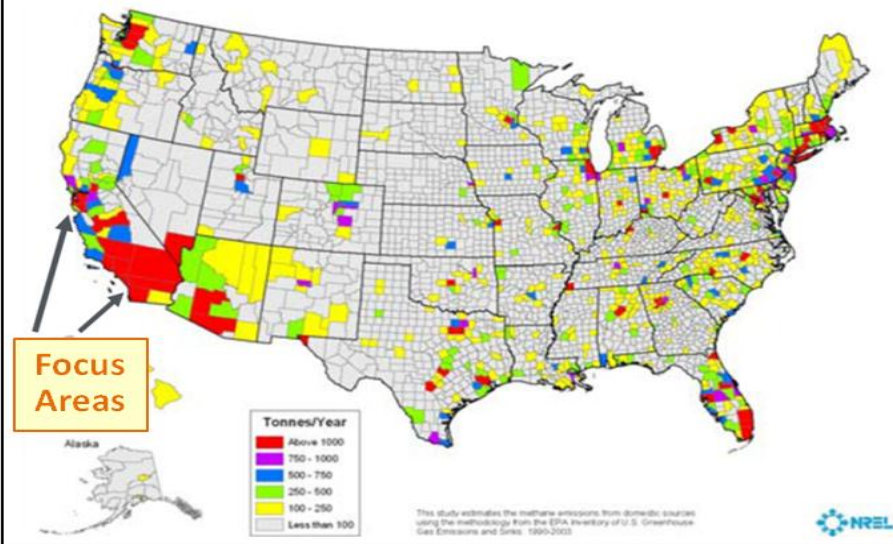 Focus
Areas
Alaska
Tonnes/Year
Above 1000
750 - 1000
500 - 750
250 - 500
100 - 250
Less than 100
This study estimates the methane emissions from domestic sources
using the methodology from the EPA Inventory of U.S. Greenhouse
Gas Emissions and Sinks: 1990-2003
NREL